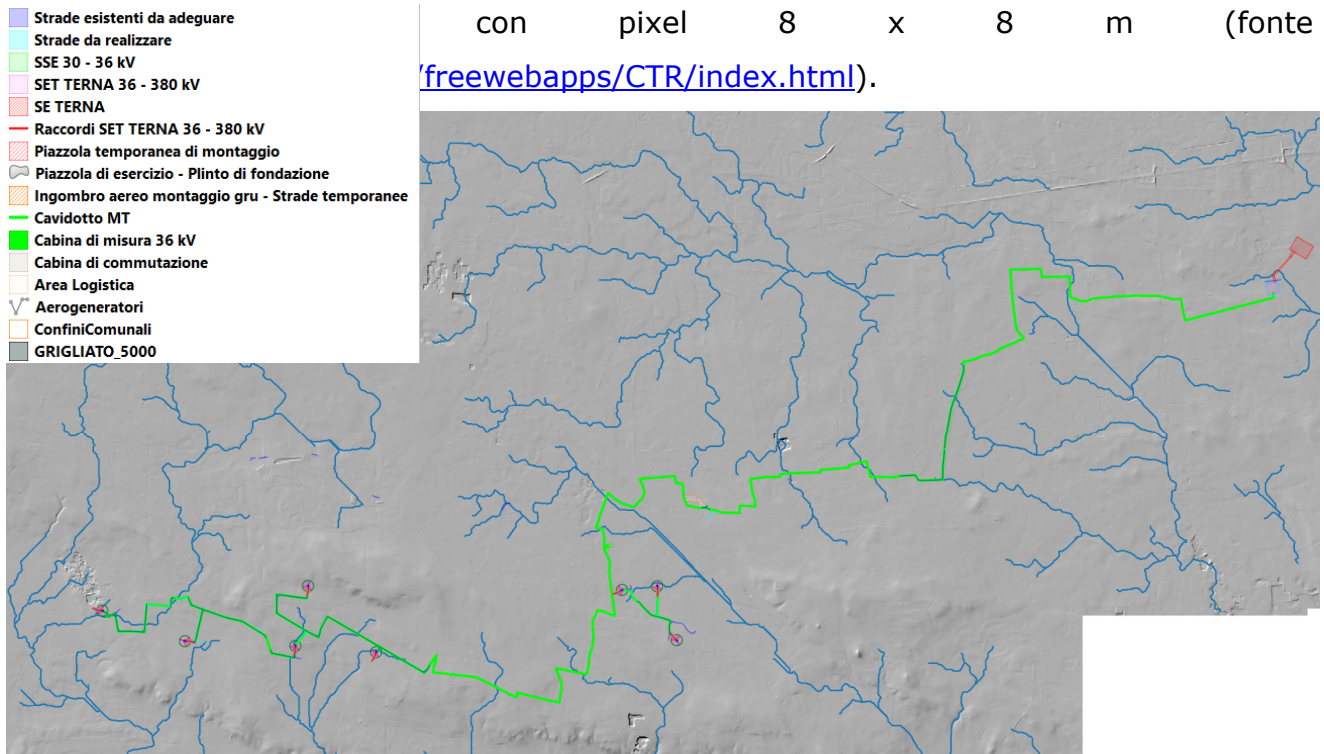 con pixel 8 x 8 m (fonte
/freewebapps/CTR/index.html).
Strade esistenti da adeguare
Strade da realizzare
SSE 30 - 36 kV
SET TERNA 36 - 380 kV
SE TERNA
Raccordi SET TERNA 36 - 380 kV
Piazzola temporanea di montaggio
Piazzola di esercizio - Plinto di fondazione
Ingombro aereo montaggio gru - Strade temporanee
Cavidotto MT
Cabina di misura 36 kV
Cabina di commutazione
Area Logistica
Aerogeneratori
ConfiniComunali
GRIGLIATO_5000